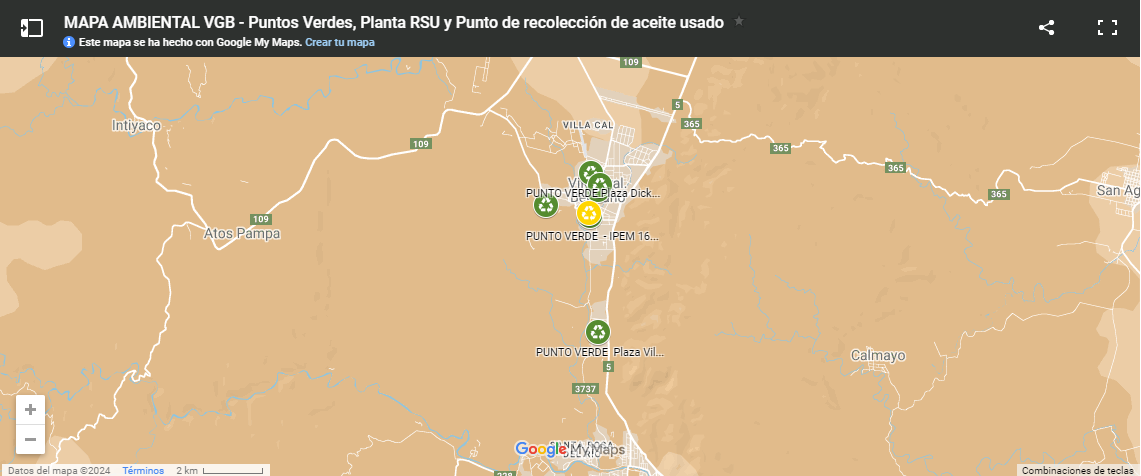 MAPA AMBIENTAL VGB - Puntos Verdes, Planta RSU y Punto de recolección de aceite usado
Este mapa se ha hecho con Google My Maps. Crear tu mapa
109
5
VILLA CAL
365
Intiyaco
109
365
365
PUNTO VERDE Plaza Dick...
365
San Ag
109
Atos Pampa
PUNTO VERDE - IPEM 16...
PUNTO VERDE Plaza Vil...
Calmayo
5
3737
Google My Maps
Datos del mapa ©2024 Términos 2 km
228
Combinaciones de teclas